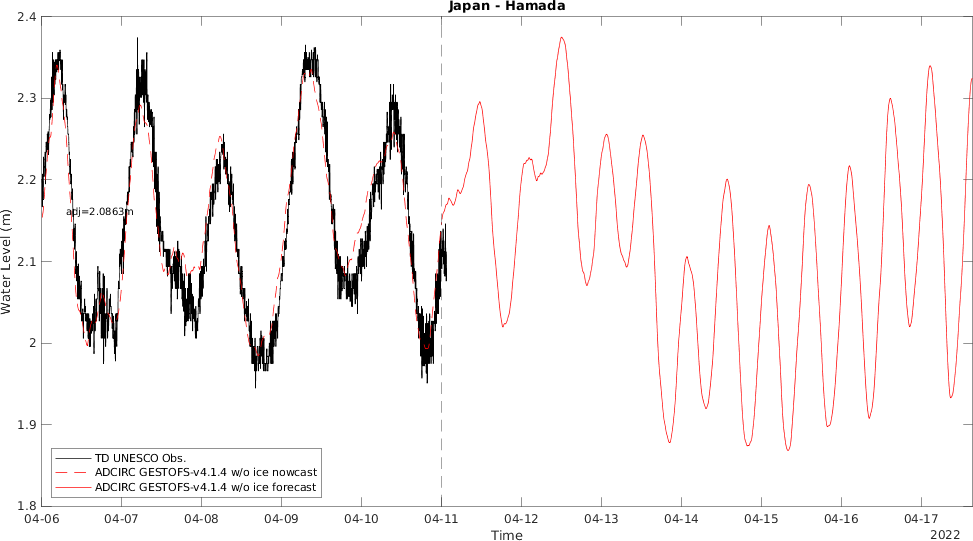 Japan - Hamada
2.4
2.3
2.2
2.1
2
1.9
1.8
Water Level (m)
adj=2.0863m
TD UNESCO Obs.
ADCIRC GESTOFS-v4.1.4 w/o ice nowcast
ADCIRC GESTOFS-v4.1.4 w/o ice forecast
04-06 04-07 04-08 04-09 04-10 04-11 04-12 04-13 04-14 04-15 04-16 04-17
Time
2022